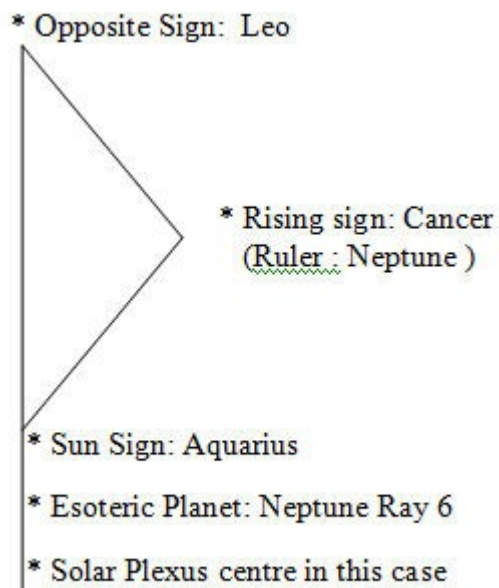 * Opposite Sign: Leo
* Rising sign: Cancer
(Ruler : Neptune )
* Sun Sign: Aquarius
* Esoteric Planet: Neptune Ray 6
* Solar Plexus centre in this case